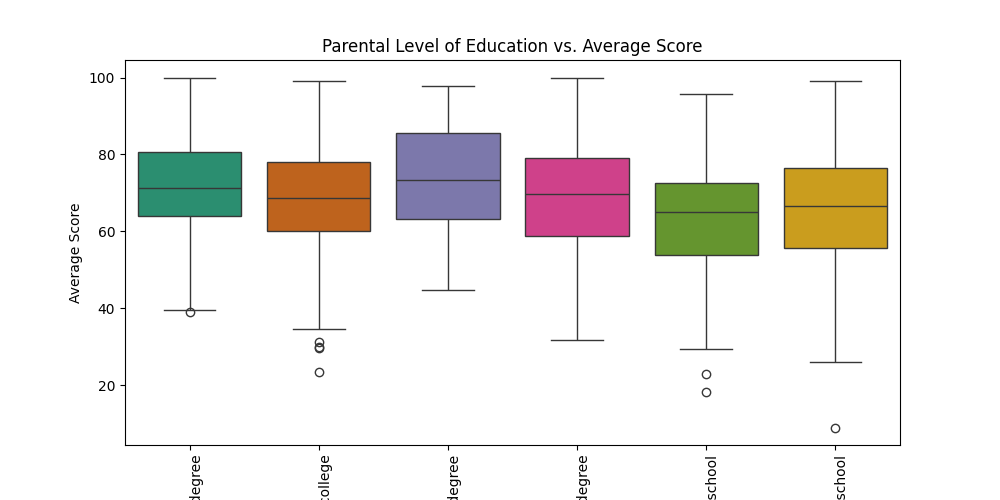 Parental Level of Education vs. Average Score
100
80
60
40
20
Average Score
degree
college
degree
degree
school
school